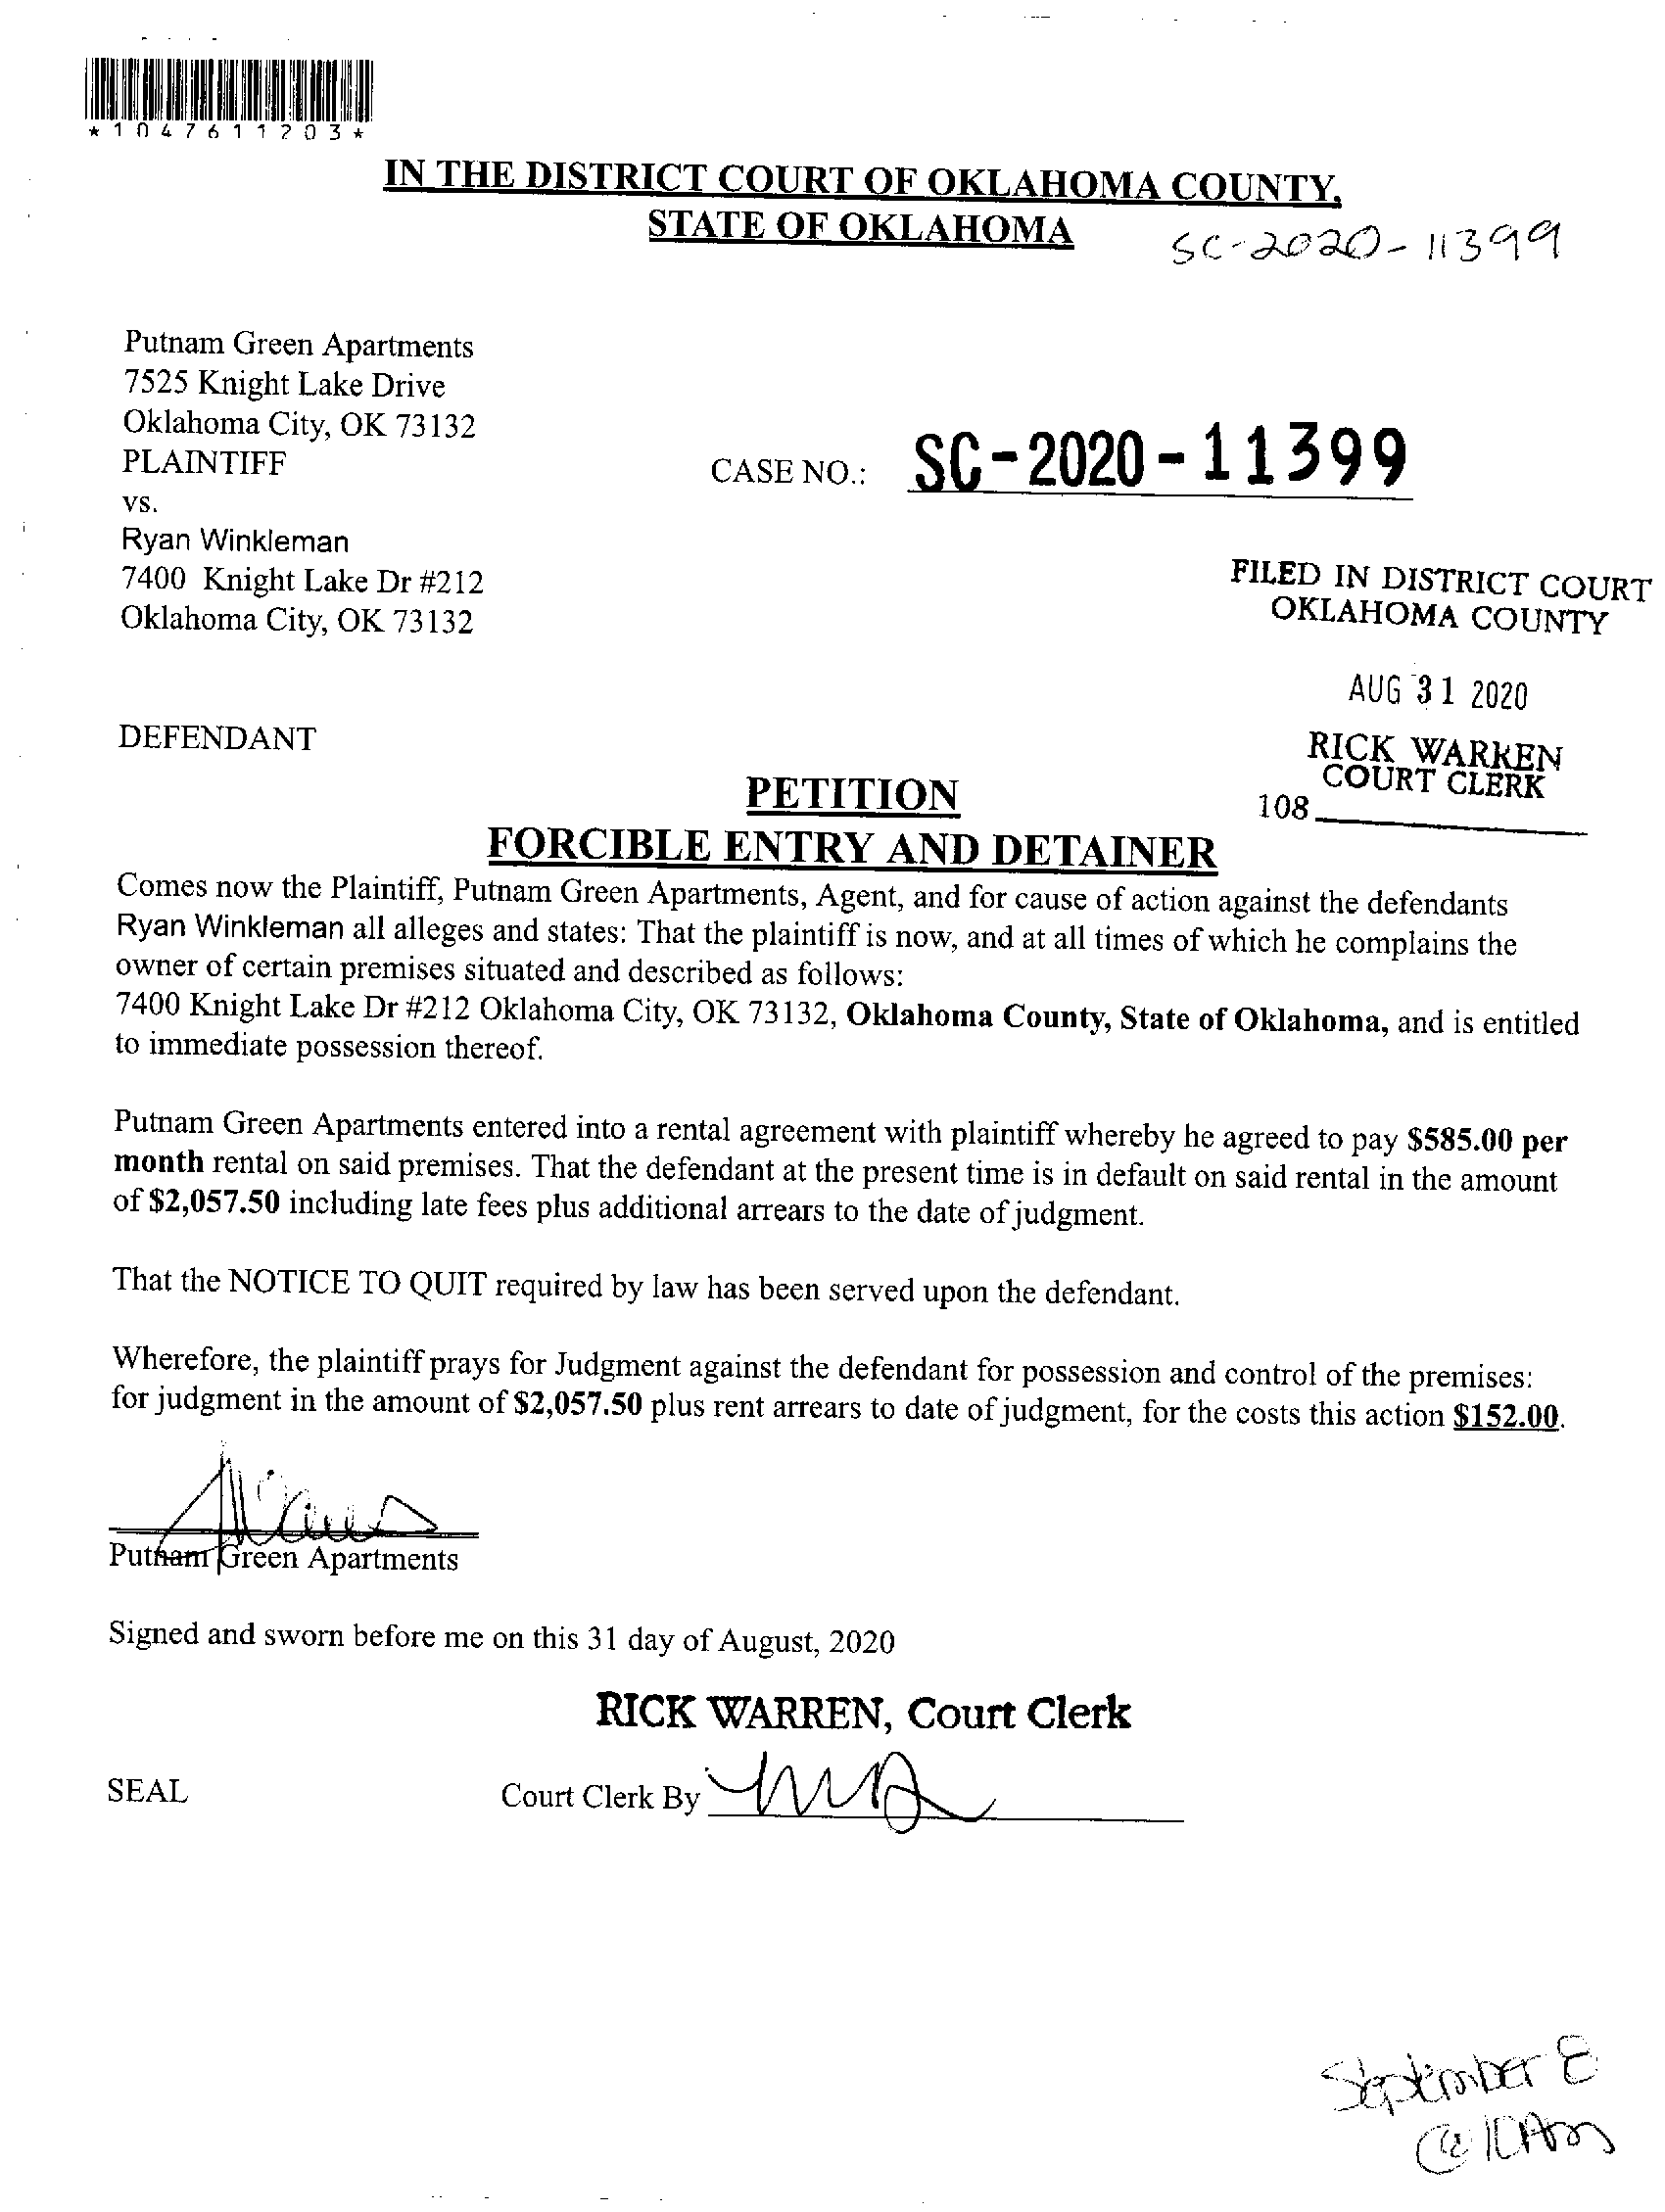 *1047611203*
IN THE DISTRICT COURT OF OKLAHOMA COUNTY,
STATE OF OKLAHOMA
SC-2020-11399
Putnam Green Apartments
7525 Knight Lake Drive
Oklahoma City, OK 73132
PLAINTIFF
CASE NO.: SC-2020-11399
vs.
Ryan Winkleman
7400 Knight Lake Dr #212
Oklahoma City, OK 73132
FILED IN DISTRICT COURT
OKLAHOMA COUNTY
AUG 31 2020
DEFENDANT
RICK WARREN
COURT CLERK
108
PETITION
FORCIBLE ENTRY AND DETAINER
Comes now the Plaintiff, Putnam Green Apartments, Agent, and for cause of action against the defendants
Ryan Winkleman all alleges and states: That the plaintiff is now, and at all times of which he complains the
owner of certain premises situated and described as follows:
7400 Knight Lake Dr #212 Oklahoma City, OK 73132, Oklahoma County, State of Oklahoma, and is entitled
to immediate possession thereof.
Putnam Green Apartments entered into a rental agreement with plaintiff whereby he agreed to pay $585.00 per
month rental on said premises. That the defendant at the present time is in default on said rental in the amount
of $2,057.50 including late fees plus additional arrears to the date of judgment.
That the NOTICE TO QUIT required by law has been served upon the defendant.
Wherefore, the plaintiff prays for Judgment against the defendant for possession and control of the premises:
for judgment in the amount of $2,057.50 plus rent arrears to date of judgment, for the costs this action $152.00.
Putnam Green Apartments
Signed and sworn before me on this 31 day of August, 2020
RICK WARREN, Court Clerk
SEAL
Court Clerk By
September
@ 10Am